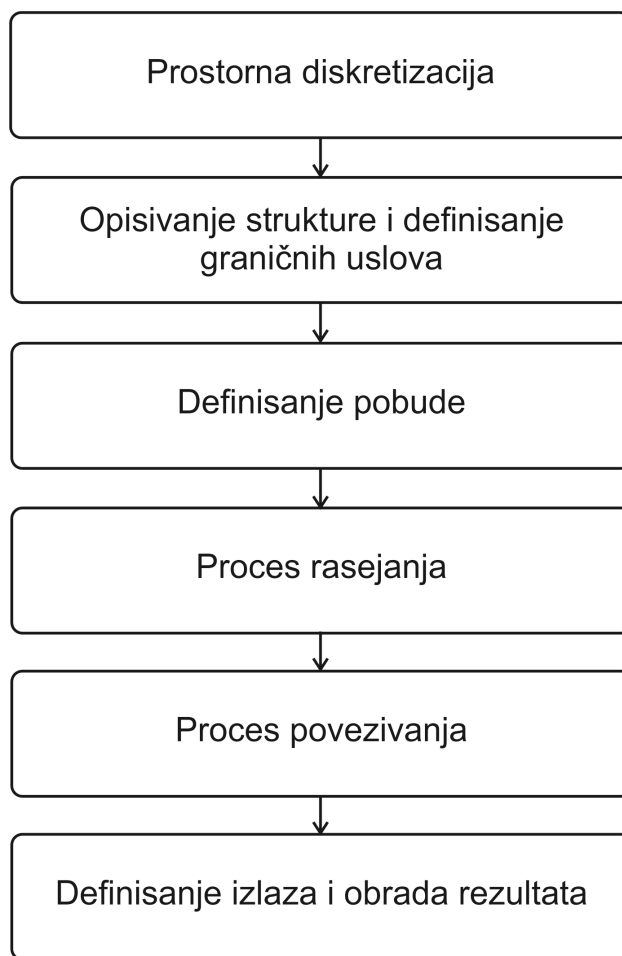 Prostorna diskretizacija
Opisivanje strukture i definisanje
graničnih uslova
Definisanje pobude
Proces rasejanja
Proces povezivanja
Definisanje izlaza i obrada rezultata